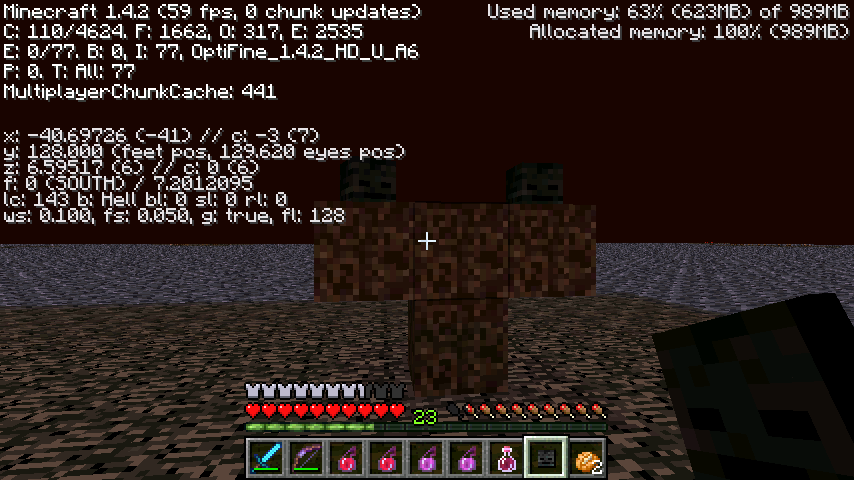 Minecraft 1.4.2 (59 fps, 0 chunk updates)
C: 110/4624. F: 1662, O: 317, E: 2535
E: 0/77. B: 0, I: 77, OptiFine_1.4.2_HD_U_A6
P: 0. T: All: 77
MultiplayerChunkCache: 441
x: -40.69726 (-41) // c: -3 (7)
y: 128.000 (feet pos, 129.620 eyes pos)
z: 6.59517 (6) // c: 0 (6)
f: 0 (SOUTH) / 7.2012095
lc: 143 b: Hell bl: 0 sl: 0 rl: 0
ws: 0.100, fs: 0.050, g: true, fl: 128
Used memory: 63% (623MB) of 989MB
Allocated memory: 100% (989MB)
23
2